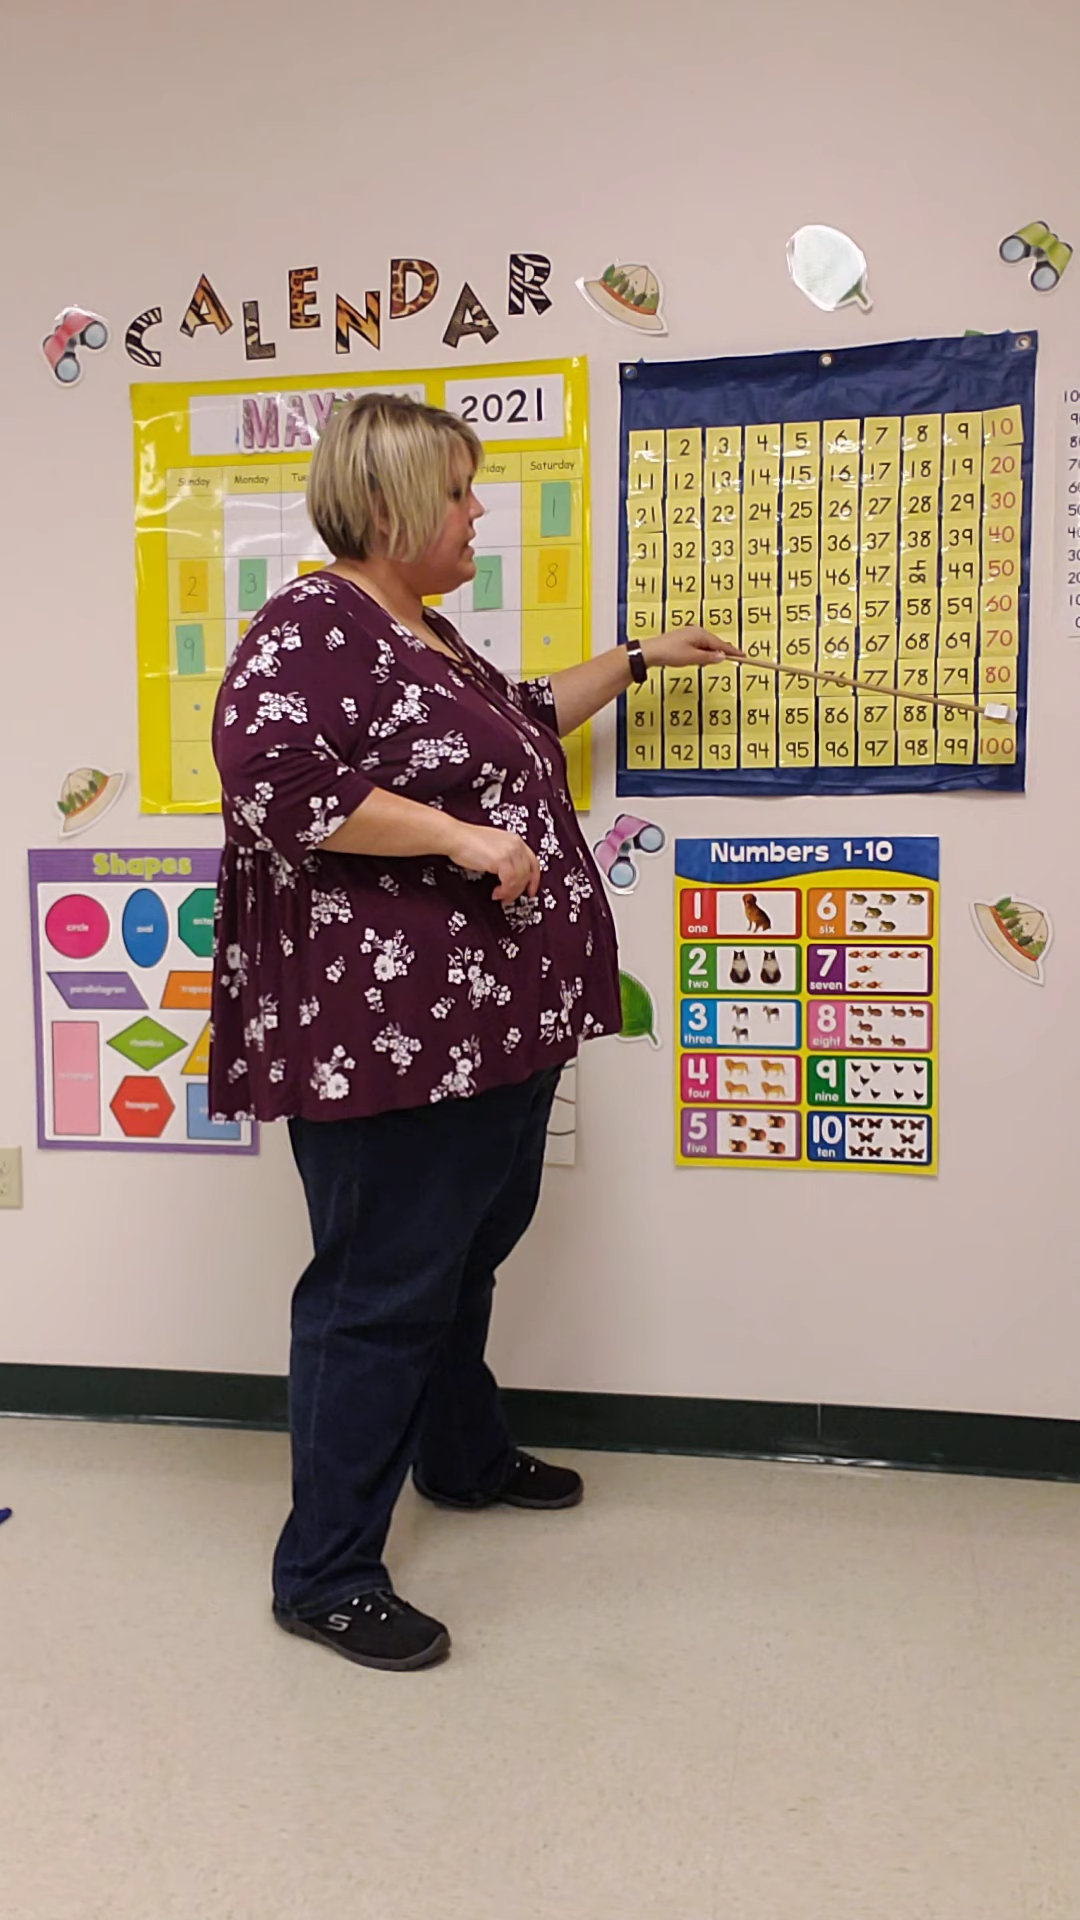 CALENDAR
MAY 2021
Sunday Monday Friday Saturday
1
2 3 7 8
9
1 2 3 4 5 6 7 8 9 10
11 12 13 14 15 16 17 18 19 20
21 22 23 24 25 26 27 28 29 30
31 32 33 34 35 36 37 38 39 40
41 42 43 44 45 46 47 48 49 50
51 52 53 54 55 56 57 58 59 60
64 65 66 67 68 69 70
71 72 73 74 75 76 77 78 79 80
81 82 83 84 85 86 87 88 89
91 92 93 94 95 96 97 98 99 100
Shapes
circle oval
parallelogram
rectangle rhombus
hexagon
Numbers 1-10
1 one 6 six
2 two 7 seven
3 three 8 eight
4 four 9 nine
5 five 10 ten
S